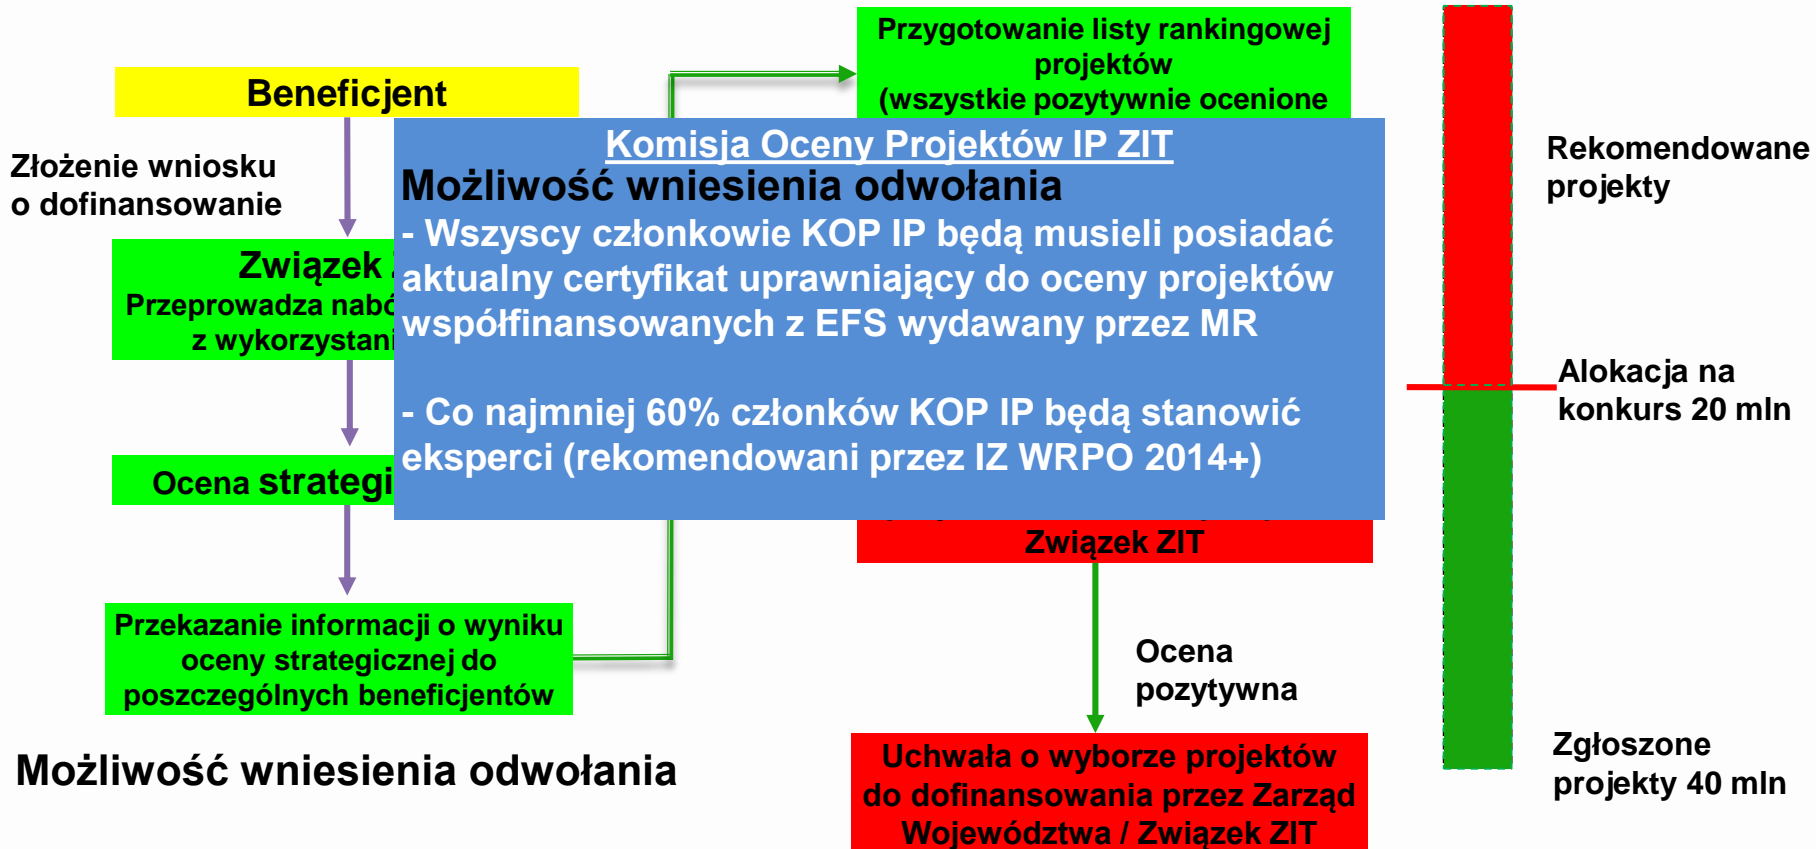 Beneficjent
Złożenie wniosku
o dofinansowanie
Związek
Przeprowadza
z
Ocena
Przekazanie informacji o wyniku
oceny strategicznej do
poszczególnych beneficjentów
Możliwość wniesienia odwołania
Przygotowanie listy rankingowej
projektów
(wszystkie pozytywnie ocenione
Komisja Oceny Projektów IP ZIT
Możliwość wniesienia odwołania
- Wszyscy członkowie KOP IP będą musieli posiadać
aktualny certyfikat uprawniający do oceny projektów
współfinansowanych z EFS wydawany przez MR
- Co najmniej 60% członków KOP IP będą stanowić
eksperci (rekomendowani przez IZ WRPO 2014+)
Związek ZIT
Ocena
pozytywna
Uchwała o wyborze projektów
do dofinansowania przez Zarząd
Województwa / Związek ZIT
Rekomendowane
projekty
Alokacja na
konkurs 20 mln
Zgłoszone
projekty 40 mln